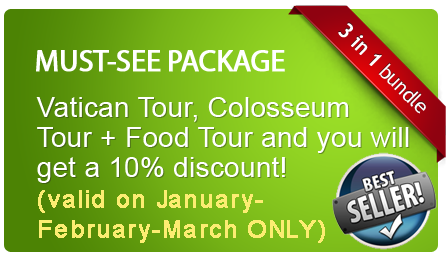 3 in 1 bundle
MUST-SEE PACKAGE
Vatican Tour, Colosseum
Tour + Food Tour and you will
get a 10% discount!
(valid on January-
February-March ONLY)
BEST
SELLER!